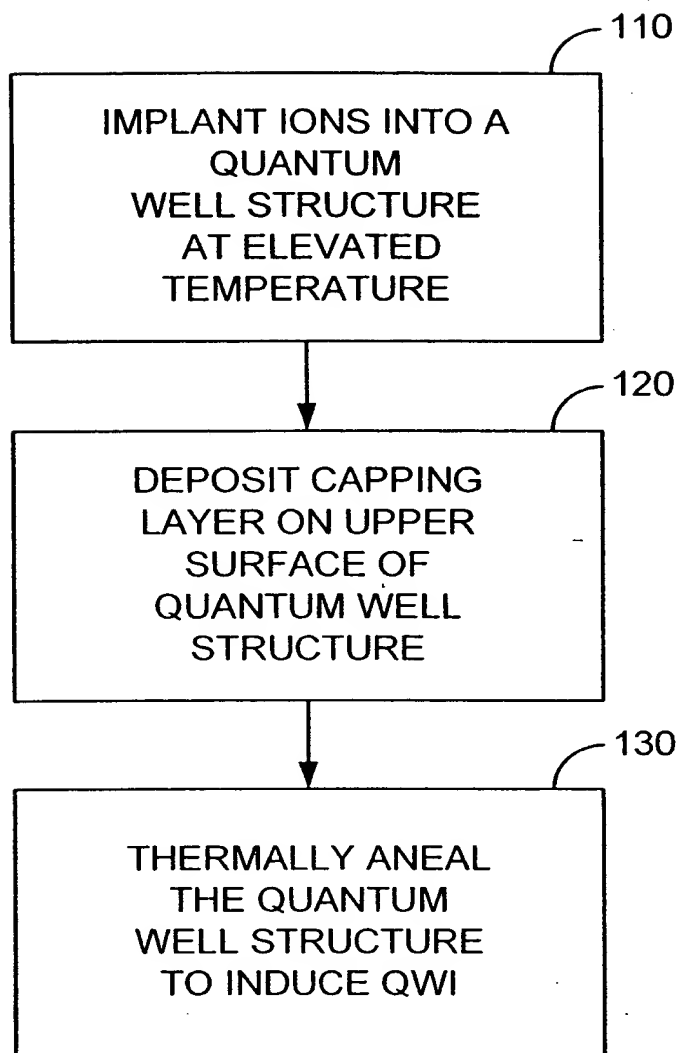 110
IMPLANT IONS INTO A
QUANTUM
WELL STRUCTURE
AT ELEVATED
TEMPERATURE
120
DEPOSIT CAPPING
LAYER ON UPPER
SURFACE OF
QUANTUM WELL
STRUCTURE
130
THERMALLY ANEAL
THE QUANTUM
WELL STRUCTURE
TO INDUCE QWI